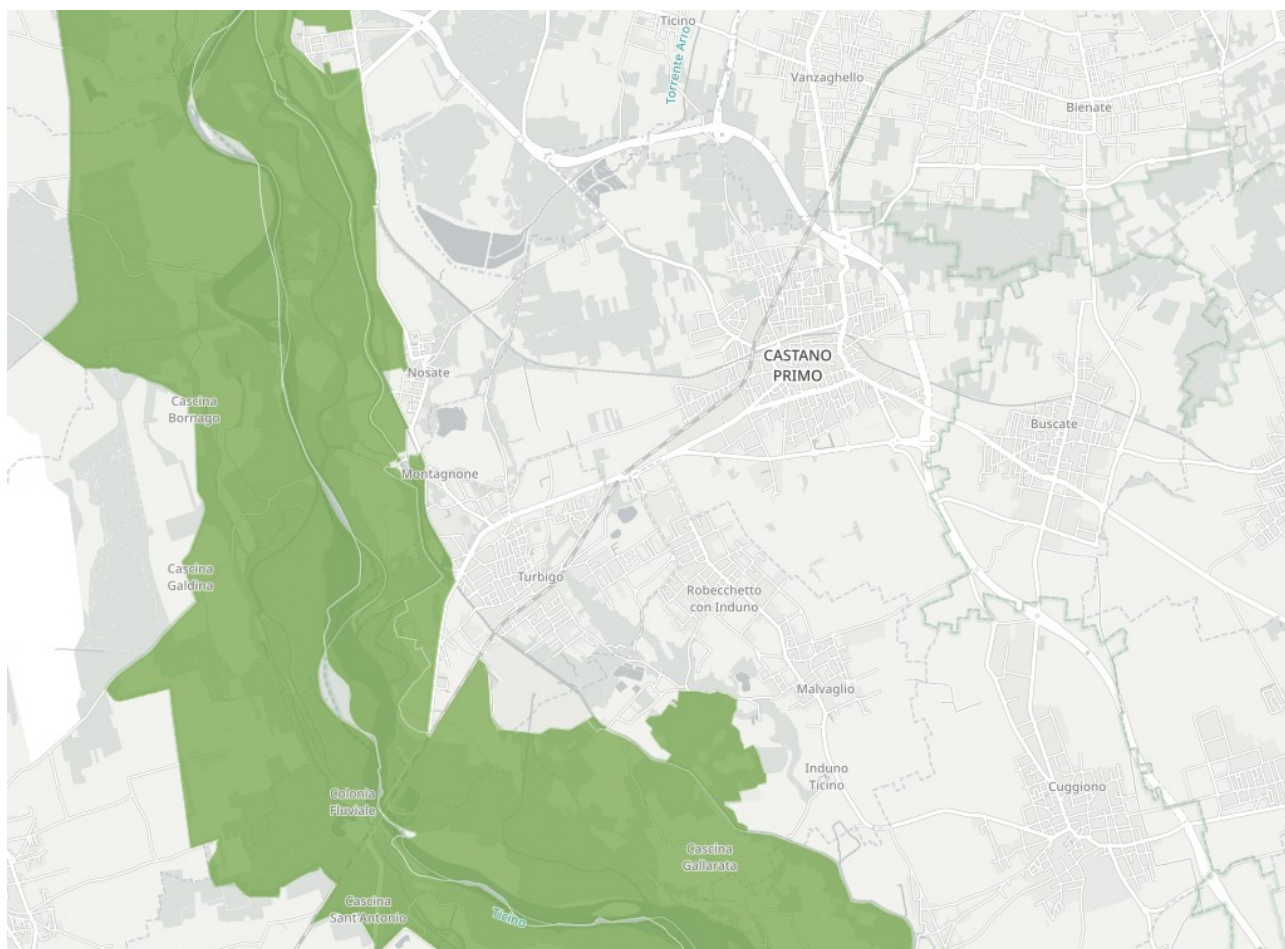 Ticino
Torrente Arno
Vanzaghello
Bienate
CASTANO
PRIMO
Nosate
Cascina
Bornago
Buscate
Montagnone
Cascina
Galdina
Turbigo
Robecchetto
con Induno
Malvaglio
Induno
Ticino
Colonia
Fluviale
Cuggiono
Cascina
Gallarata
Cascina
Sant'Antonio
Ticino